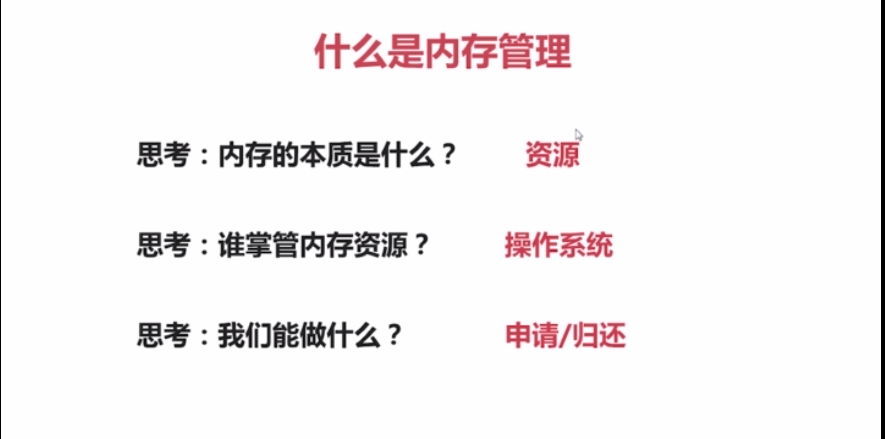 什么是内存管理
思考：内存的本质是什么？ 资源
思考：谁掌管内存资源？ 操作系统
思考：我们能做什么？ 申请/归还